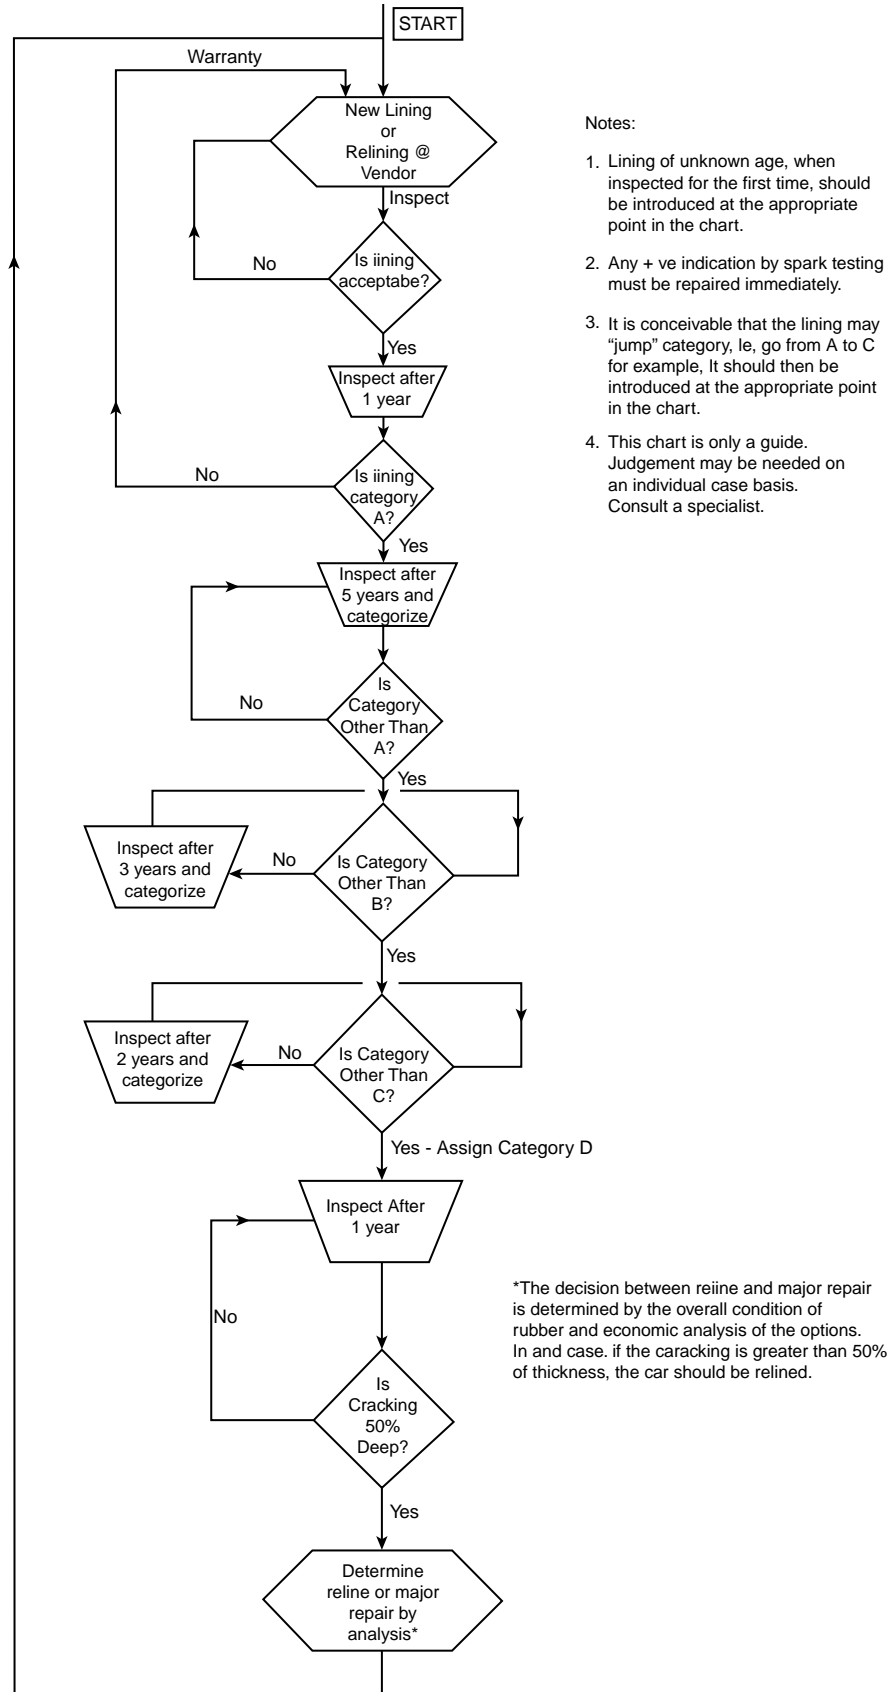 START
Warranty
New Lining
or
Relining @
Vendor
Inspect
Is iining
acceptabe?
No
Yes
Inspect after
1 year
Is iining
category
A?
No
Yes
Inspect after
5 years and
categorize
Is
Category
Other Than
A?
No
Yes
Is Category
Other Than
B?
No
Inspect after
3 years and
categorize
Yes
Is Category
Other Than
C?
No
Inspect after
2 years and
categorize
Yes - Assign Category D
Inspect After
1 year
No
Is
Cracking
50%
Deep?
Yes
Determine
reline or major
repair by
analysis*
Notes:
1. Lining of unknown age, when
inspected for the first time, should
be introduced at the appropriate
point in the chart.
2. Any + ve indication by spark testing
must be repaired immediately.
3. It is conceivable that the lining may
“jump” category, Ie, go from A to C
for example, It should then be
introduced at the appropriate point
in the chart.
4. This chart is only a guide.
Judgement may be needed on
an individual case basis.
Consult a specialist.
*The decision between reiine and major repair
is determined by the overall condition of
rubber and economic analysis of the options.
In and case. if the caracking is greater than 50%
of thickness, the car should be relined.